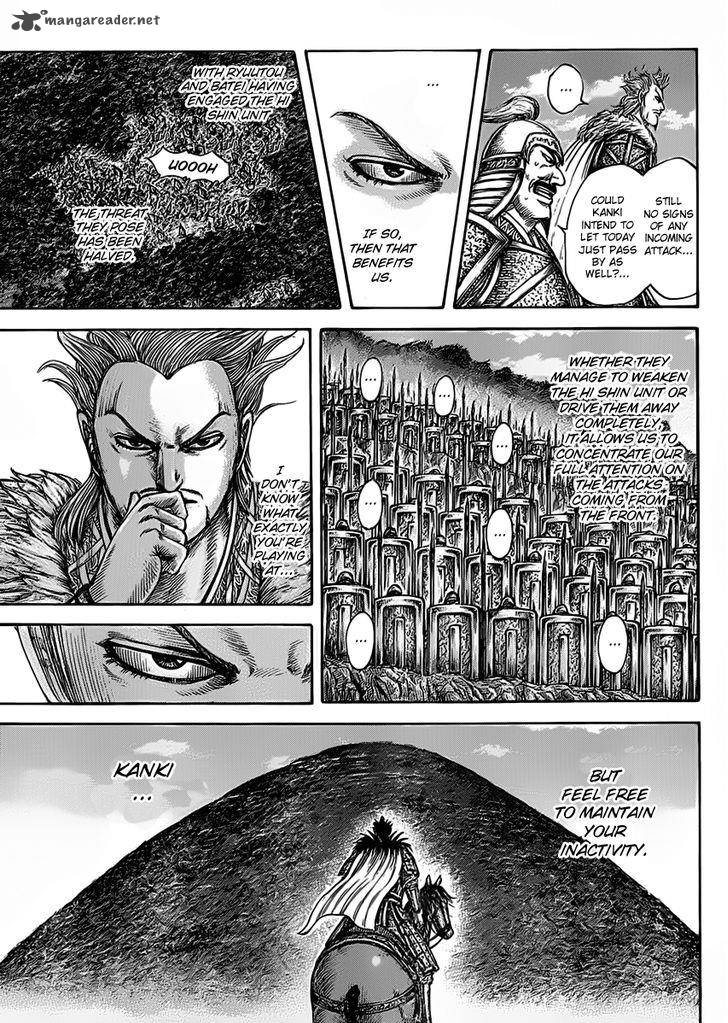 mangareader.net
...
STILL
NO SIGNS
OF ANY
INCOMING
ATTACK...
COULD
KANKI
INTEND TO
LET TODAY
JUST PASS
BY AS
WELL?...
...
IF SO,
THEN THAT
BENEFITS
US.
WITH RYUUTOU
AND BATEI HAVING
ENGAGED THE HI
SHIN UNIT
UOOOH
THE THREAT
THEY POSE
HAS BEEN
HALVED.
WHETHER THEY
MANAGE TO WEAKEN
THE HI SHIN UNIT OR
DRIVE THEM AWAY
COMPLETELY,
IT ALLOWS US TO
CONCENTRATE OUR
FULL ATTENTION ON
THE ATTACKS
COMING FROM
THE FRONT.
...
...
...
...
...
...
...
I
DON'T
KNOW
WHAT
EXACTLY
YOU'RE
PLAYING
AT...
BUT
FEEL FREE
TO MAINTAIN
YOUR
INACTIVITY.
KANKI
...